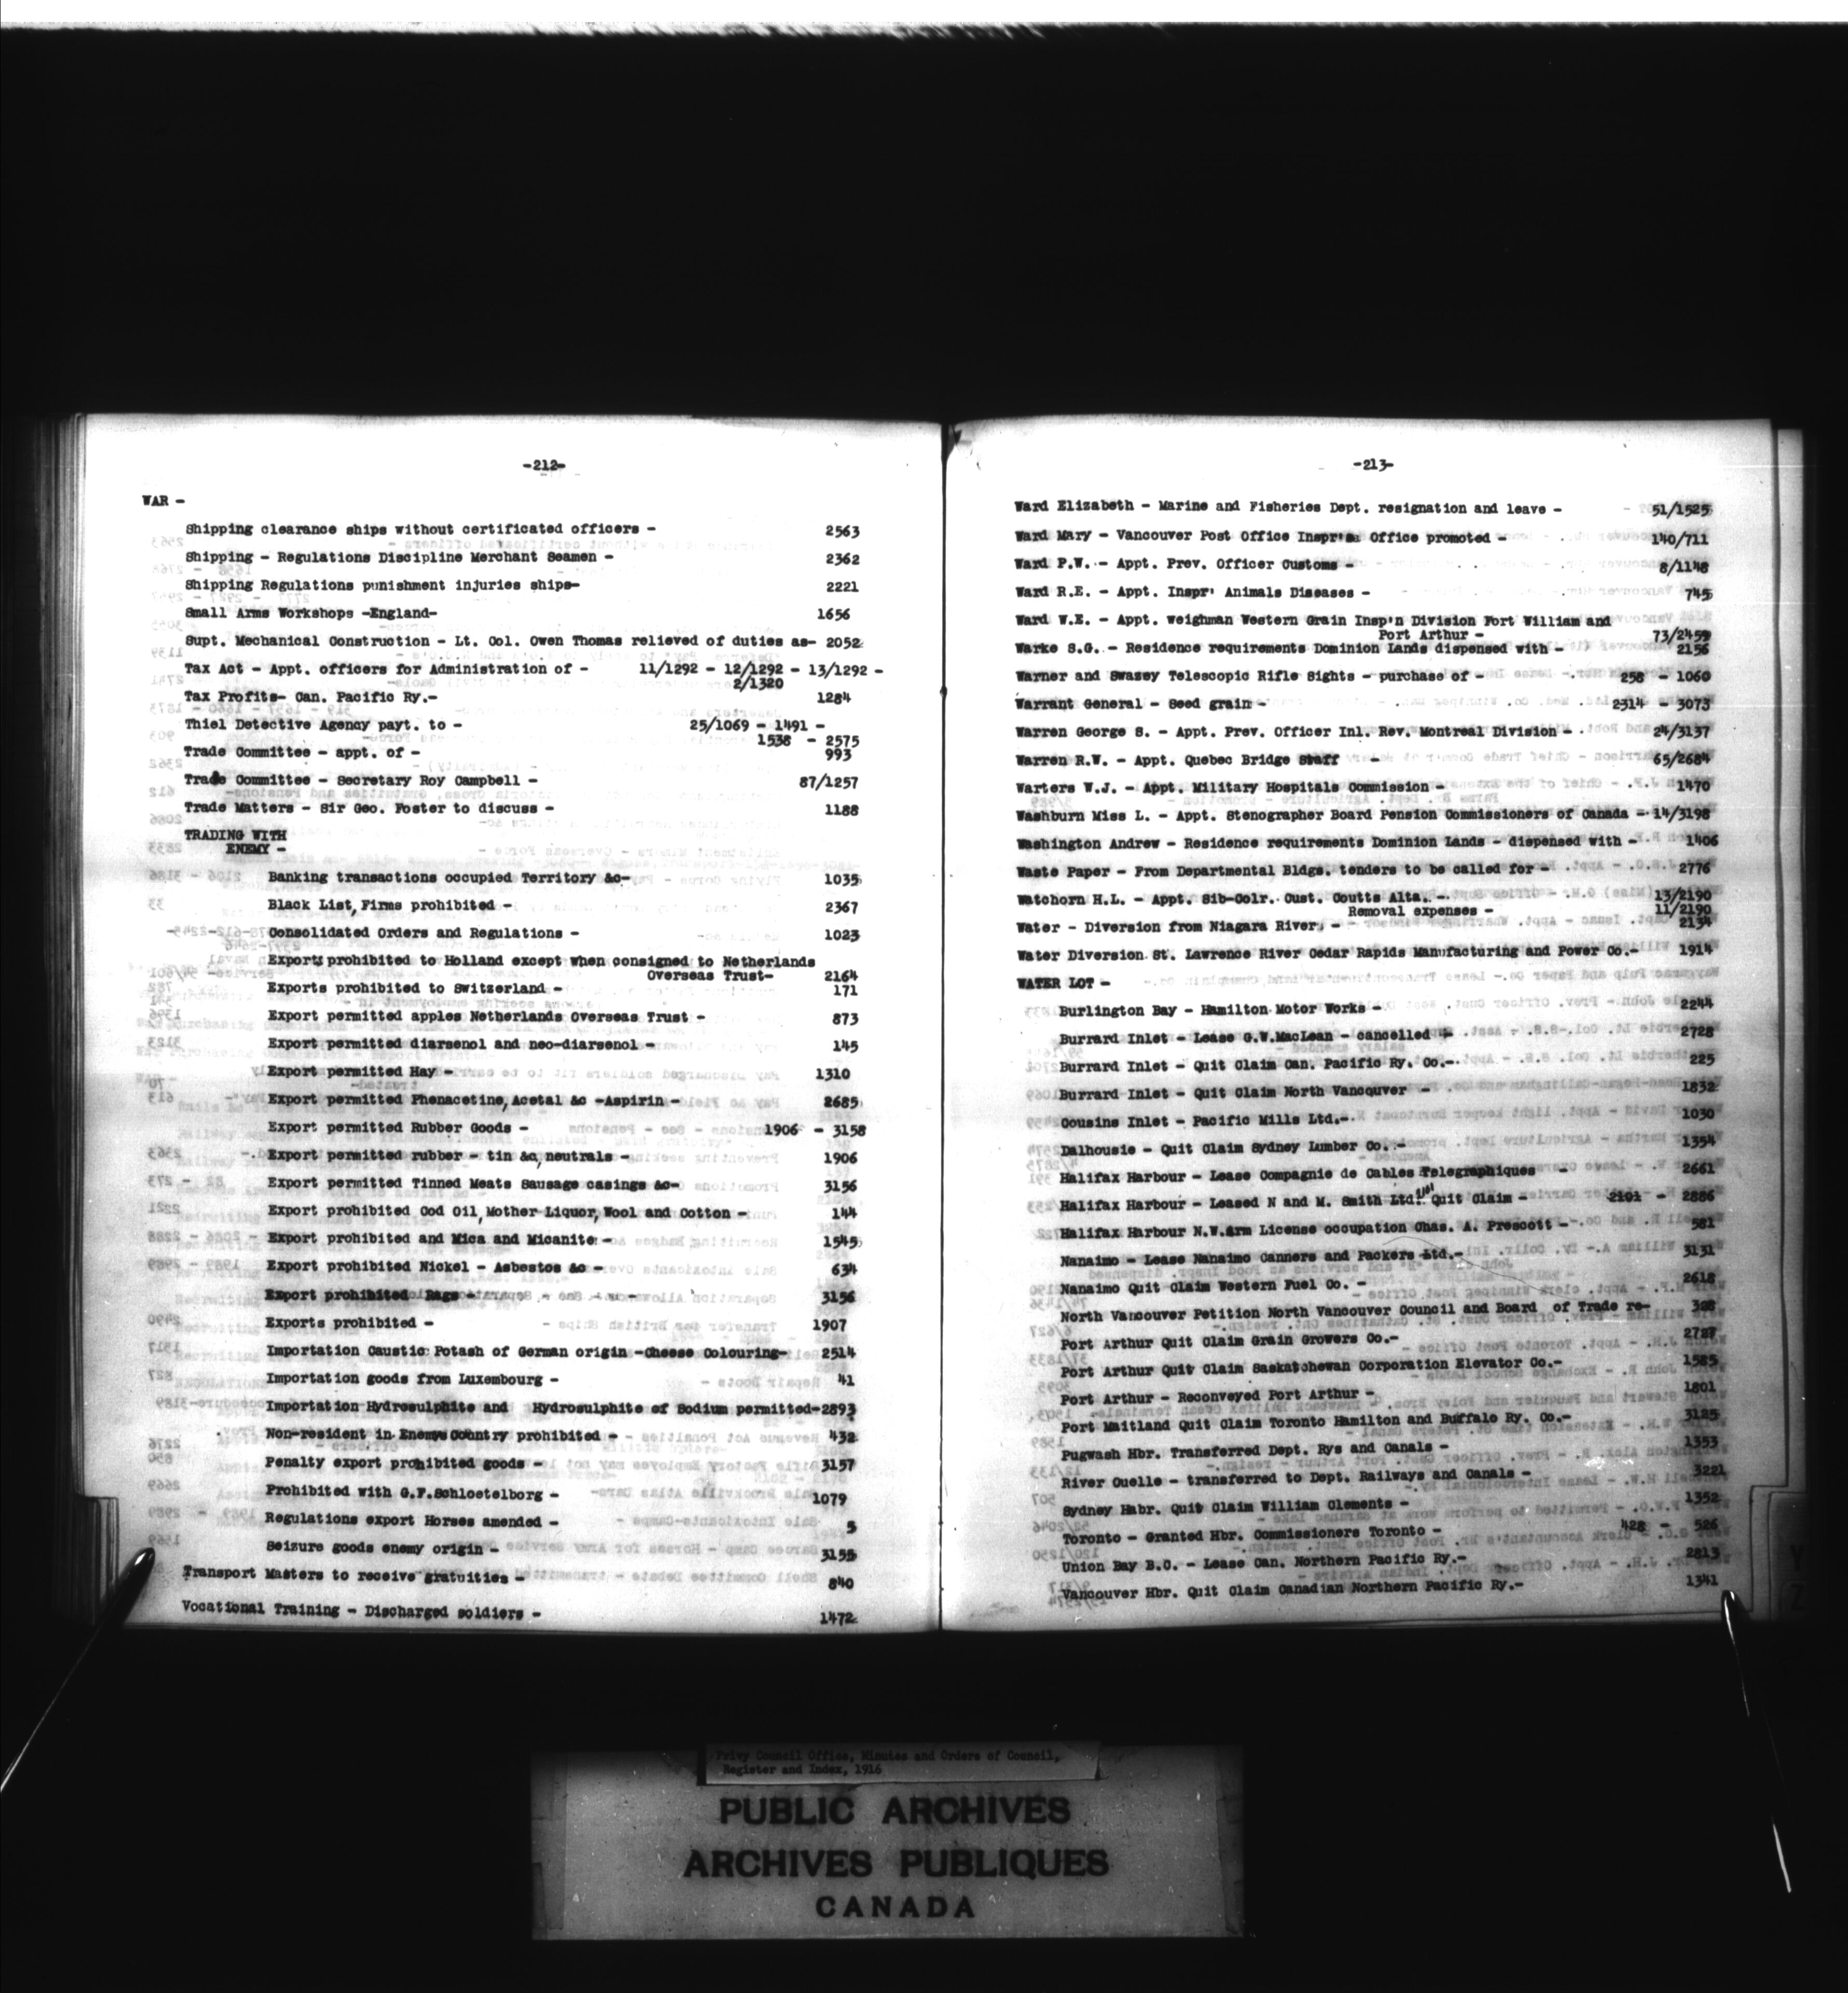 -212-
WAR -
Shipping clearance ships without certificated officers - 2563
Shipping - Regulations Discipline Merchant Seamen - 2362
Shipping Regulations punishment injuries ships- 2221
Small Arms Workshops -England- 1656
Supt. Mechanical Construction - Lt. Col. Owen Thomas relieved of duties as- 2052
Tax Act - Appt. officers for Administration of - 11/1292 - 12/1292 - 13/1292 -
2/1320
Tax Profits- Can. Pacific Ry.- 1284
Thiel Detective Agency payt. to - 25/1069 - 1491 -
1538 - 2575
Trade Committee - appt. of - 993
Trade Committee - Secretary Roy Campbell - 87/1257
Trade Matters - Sir Geo. Foster to discuss - 1188
TRADING WITH
ENEMY -
Banking transactions occupied Territory &c- 1035
Black List, Firms prohibited - 2367
Consolidated Orders and Regulations - 1023
Exports prohibited to Holland except when consigned to Netherlands
Overseas Trust- 2164
Exports prohibited to Switzerland - 171
Export permitted apples Netherlands Overseas Trust - 873
Export permitted diarsenol and neo-diarsenol - 145
Export permitted Hay - 1310
Export permitted Phenacetine, Acetal &c -Aspirin - 2685
Export permitted Rubber Goods - 1906 - 3158
Export permitted rubber - tin &c, neutrals - 1906
Export permitted Tinned Meats Sausage casings &c- 3156
Export prohibited Cod Oil, Mother Liquor, Wool and Cotton - 144
Export prohibited and Mica and Micanite - 1545
Export prohibited Nickel - Asbestos &c - 634
Export prohibited Rags - 3156
Exports prohibited - 1907
Importation Caustic Potash of German origin -Cheese Colouring- 2514
Importation goods from Luxembourg - 41
Importation Hydrosulphite and Hydrosulphite of Sodium permitted-2893
Non-resident in Enemy Country prohibited - 432
Penalty export prohibited goods - 3157
Prohibited with G.F.Schloetelborg - 1079
Regulations export Horses amended - 5
Seizure goods enemy origin - 3155
Transport Masters to receive gratuities - 840
Vocational Training - Discharged soldiers - 1472
-213-
Ward Elizabeth - Marine and Fisheries Dept. resignation and leave - 51/1525
Ward Mary - Vancouver Post Office Inspr's Office promoted - 140/711
Ward P.W. - Appt. Prev. Officer Customs - 8/1148
Ward R.E. - Appt. Inspr' Animals Diseases - 745
Ward W.E. - Appt. weighman Western Grain Insp'n Division Fort William and
Port Arthur - 73/2459
Warke S.G. - Residence requirements Dominion Lands dispensed with - 2156
Warner and Swazey Telescopic Rifle Sights - purchase of - 258 - 1060
Warrant General - Seed grain - 2314 - 3073
Warren George S. - Appt. Prev. Officer Inl. Rev. Montreal Division - 24/3137
Warren R.W. - Appt. Quebec Bridge Staff - 65/2684
Warters W.J. - Appt. Military Hospitals Commission - 1470
Washburn Miss L. - Appt. Stenographer Board Pension Commissioners of Canada - 14/3198
Washington Andrew - Residence requirements Dominion Lands - dispensed with - 1406
Waste Paper - From Departmental Bldgs. tenders to be called for - 2776
Watchorn H.L. - Appt. Sib-Colr. Cust. Coutts Alta. - 13/2190
Removal expenses - 11/2190
Water - Diversion from Niagara River - 2134
Water Diversion St. Lawrence River Cedar Rapids Manufacturing and Power Co.- 1914
WATER LOT -
Burlington Bay - Hamilton Motor Works - 2244
Burrard Inlet - Lease G.W.MacLean - cancelled - 2728
Burrard Inlet - Quit Claim Can. Pacific Ry. Co.- 225
Burrard Inlet - Quit Claim North Vancouver - 1832
Cousins Inlet - Pacific Mills Ltd.- 1030
Dalhousie - Quit Claim Sydney Lumber Co. - 1354
Halifax Harbour - Lease Compagnie de Cables Telegraphiques - 2661
Halifax Harbour - Leased N and M. Smith Ltd. Quit Claim - 2101 - 2886
Halifax Harbour N.W.Arm License occupation Chas. A. Prescott - 581
Nanaimo - Lease Nanaimo Canners and Packers Ltd.- 3131
Nanaimo Quit Claim Western Fuel Co. - 2618
North Vancouver Petition North Vancouver Council and Board of Trade re-
Port Arthur Quit Claim Grain Growers Co.- 2727
Port Arthur Quit Claim Saskatchewan Corporation Elevator Co.- 1585
Port Arthur - Reconveyed Port Arthur - 1801
Port Maitland Quit Claim Toronto Hamilton and Buffalo Ry. Co.- 3125
Pugwash Hbr. Transferred Dept. Rys and Canals - 1353
River Ouelle - transferred to Dept. Railways and Canals - 3221
Sydney Habr. Quit Claim William Clements - 1352
Toronto - Granted Hbr. Commissioners Toronto - 428 - 526
Union Bay B.C. - Lease Can. Northern Pacific Ry.- 2813
Vancouver Hbr. Quit Claim Canadian Northern Pacific Ry.- 1341
Privy Council Office, Minutes and Orders of Council,
Register and Index, 1916
PUBLIC ARCHIVES
ARCHIVES PUBLIQUES
CANADA